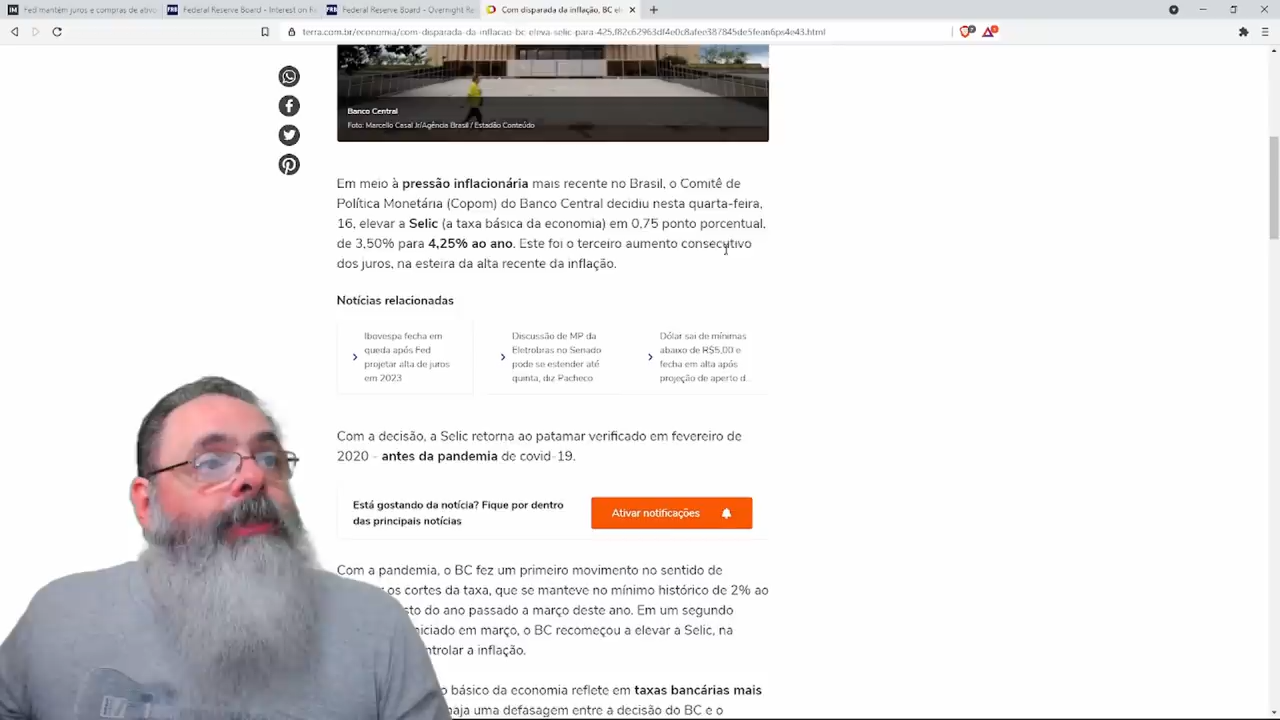 Fed mantém juros e compras de ativo
Federal Reserve Board - Interest on R
Federal Reserve Board - Overnight Re
Com disparada da inflação, BC el
terra.com.br/economia/com-disparada-da-inflacao-bc-eleva-selic-para-425,
Banco Central
Foto: Marcello Casal Jr/Agência Brasil / Estadão Conteúdo
Em meio à pressão inflacionária mais recente no Brasil, o Comitê de
Política Monetária (Copom) do Banco Central decidiu nesta quarta-feira,
16, elevar a Selic (a taxa básica da economia) em 0,75 ponto porcentual,
de 3,50% para 4,25% ao ano. Este foi o terceiro aumento consecutivo
dos juros, na esteira da alta recente da inflação.
Notícias relacionadas
Ibovespa fecha em
queda após Fed
projetar alta de juros
em 2023
Discussão de MP da
Eletrobras no Senado
pode se estender até
quinta, diz Pacheco
Dólar sai de mínimas
abaixo de R$5,00 e
fecha em alta após
projeção de aperto d...
Com a decisão, a Selic retorna ao patamar verificado em fevereiro de
2020 - antes da pandemia de covid-19.
Está gostando da notícia? Fique por dentro
das principais notícias
Ativar notificações
Com a pandemia, o BC fez um primeiro movimento no sentido de
os cortes da taxa, que se manteve no mínimo histórico de 2% ao
sto do ano passado a março deste ano. Em um segundo
niciado em março, o BC recomeçou a elevar a Selic, na
ntrolar a inflação.
o básico da economia reflete em taxas bancárias mais
haja uma defasagem entre a decisão do BC e o